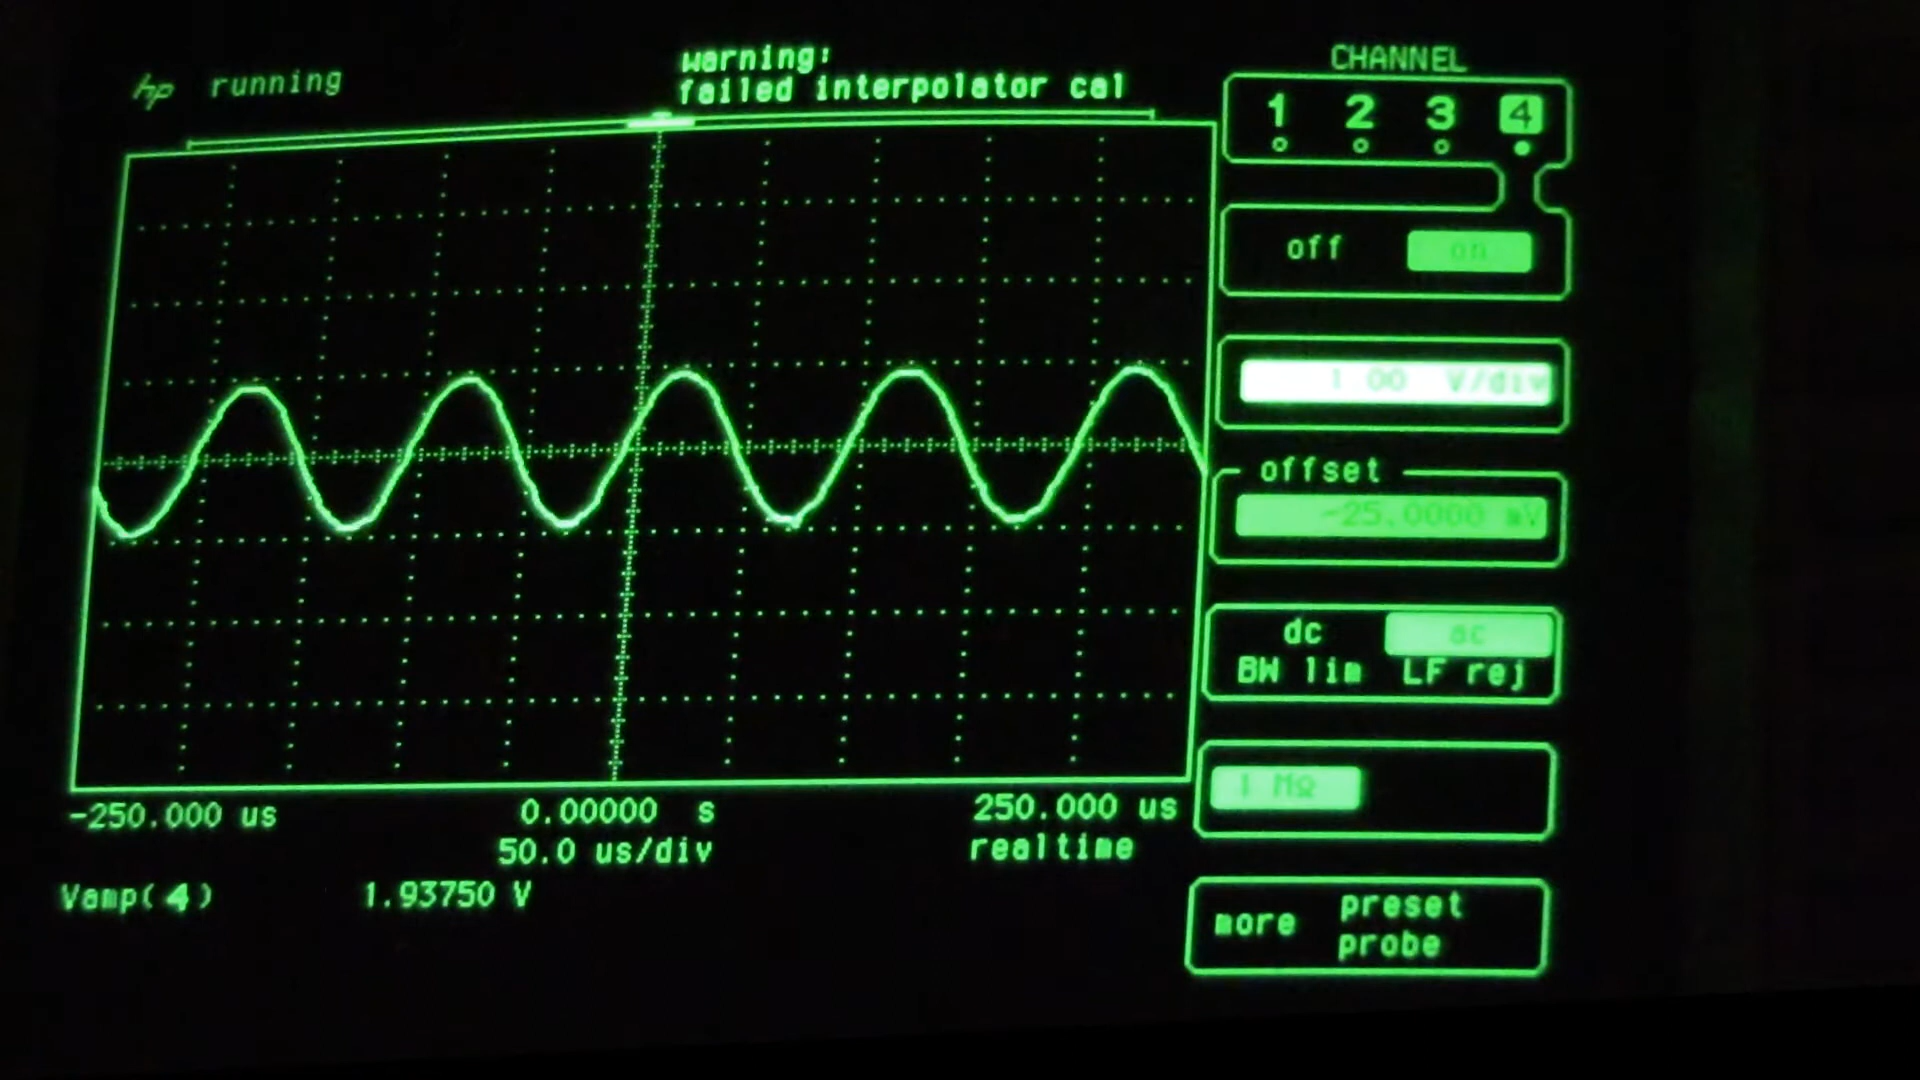 hp running
warning:
failed interpolator cal
CHANNEL
1 2 3 4
off on
1.00 V/div
offset
-25.0000 mV
dc ac
BW lim LF rej
1 MΩ
-250.000 us 0.00000 s 250.000 us
50.0 us/div realtime
Vamp(4) 1.93750 V
more preset
probe